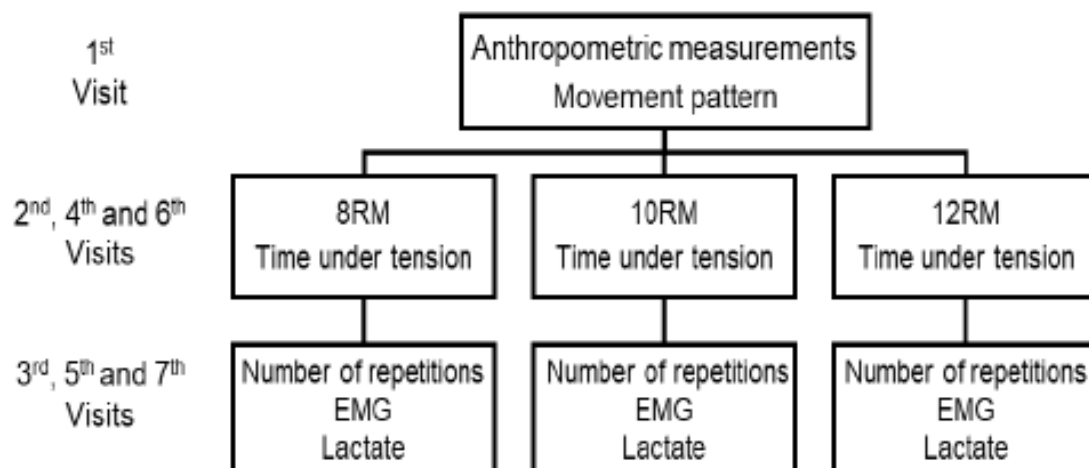 1st
Visit
Anthropometric measurements
Movement pattern
2nd, 4th and 6th
Visits
8RM
Time under tension
10RM
Time under tension
12RM
Time under tension
3rd, 5th and 7th
Visits
Number of repetitions
EMG
Lactate
Number of repetitions
EMG
Lactate
Number of repetitions
EMG
Lactate